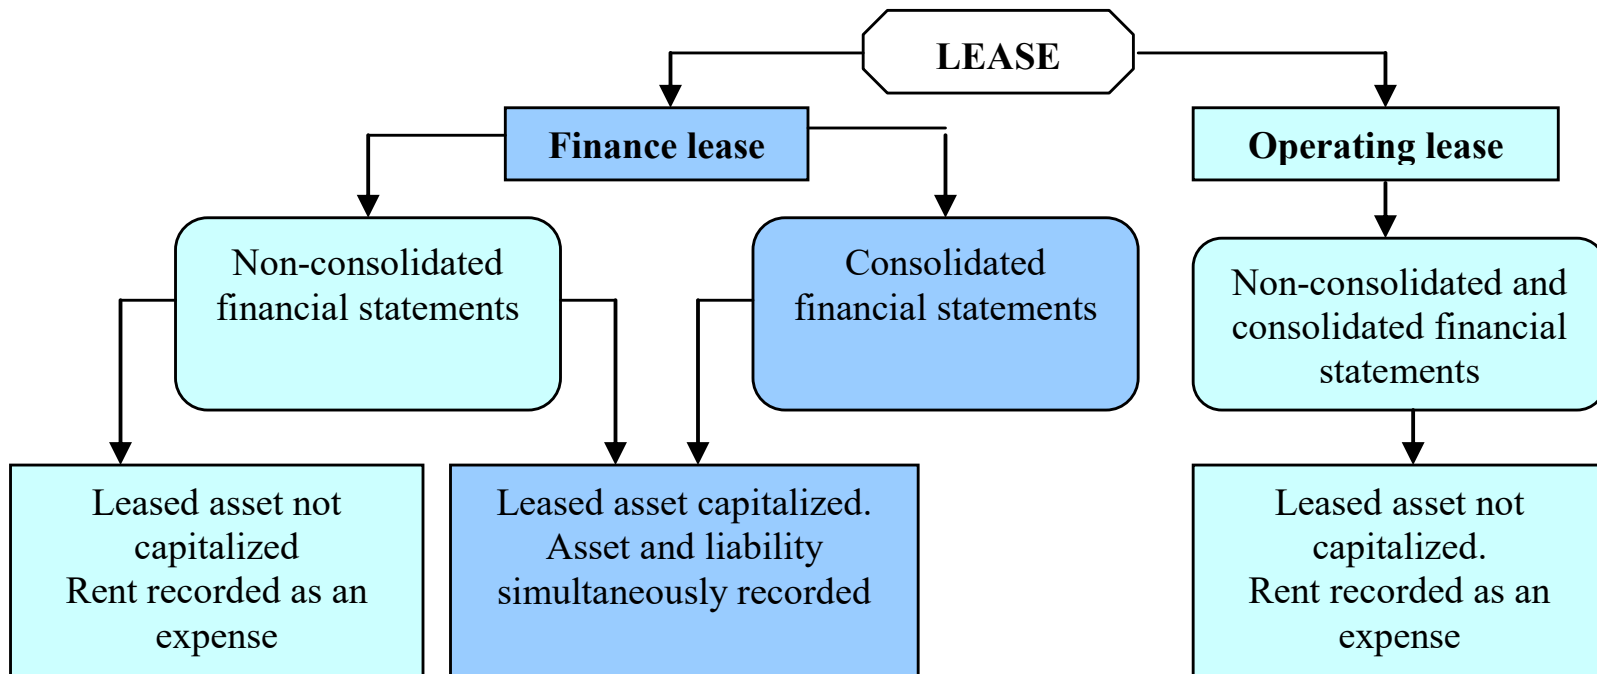 LEASE
Finance lease
Operating lease
Non-consolidated
financial statements
Consolidated
financial statements
Non-consolidated and
consolidated financial
statements
Leased asset not
capitalized
Rent recorded as an
expense
Leased asset capitalized.
Asset and liability
simultaneously recorded
Leased asset not
capitalized.
Rent recorded as an
expense